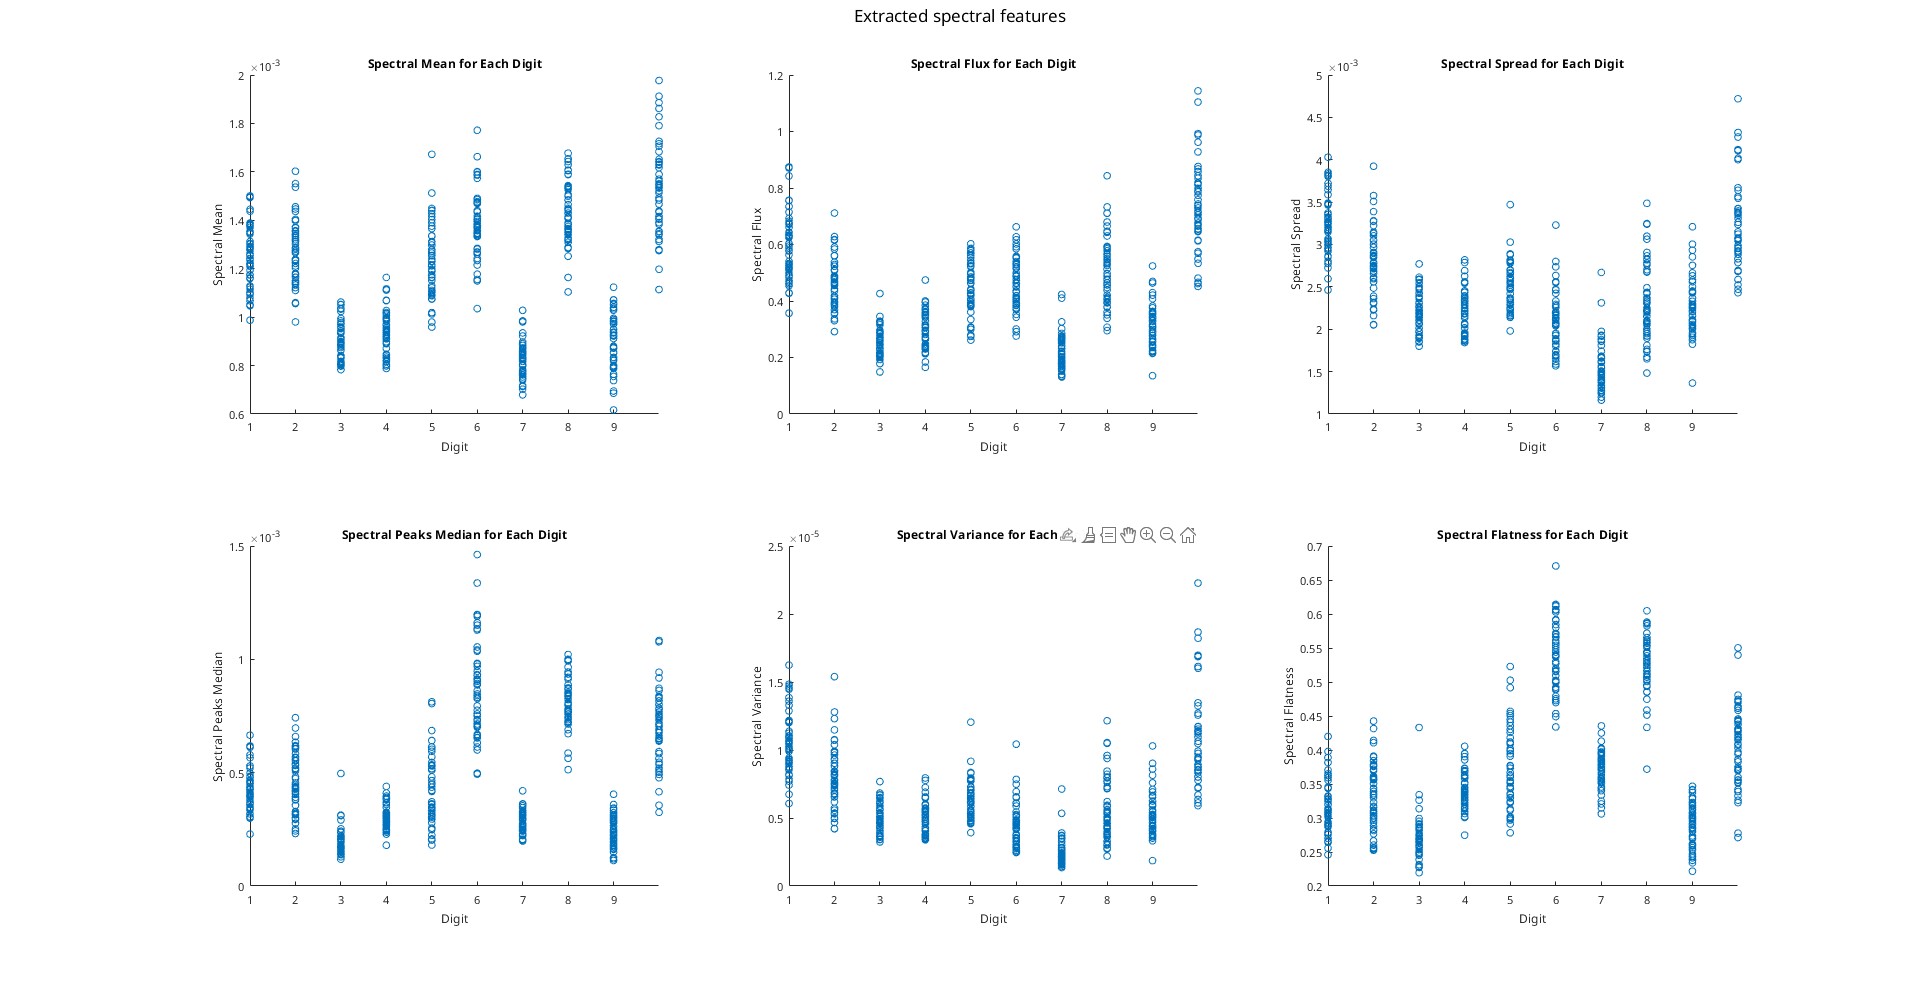 Extracted spectral features
Spectral Mean for Each Digit
×10-3
2
1.8
1.6
1.4
1.2
1
0.8
0.6
Spectral Mean
1 2 3 4 5 6 7 8 9
Digit
Spectral Flux for Each Digit
1.2
1
0.8
0.6
0.4
0.2
0
Spectral Flux
1 2 3 4 5 6 7 8 9
Digit
Spectral Spread for Each Digit
×10-3
5
4.5
4
3.5
3
2.5
2
1.5
1
Spectral Spread
1 2 3 4 5 6 7 8 9
Digit
Spectral Peaks Median for Each Digit
×10-3
1.5
1
0.5
0
Spectral Peaks Median
1 2 3 4 5 6 7 8 9
Digit
Spectral Variance for Each
×10-5
2.5
2
1.5
1
0.5
0
Spectral Variance
1 2 3 4 5 6 7 8 9
Digit
Spectral Flatness for Each Digit
0.7
0.65
0.6
0.55
0.5
0.45
0.4
0.35
0.3
0.25
0.2
Spectral Flatness
1 2 3 4 5 6 7 8 9
Digit